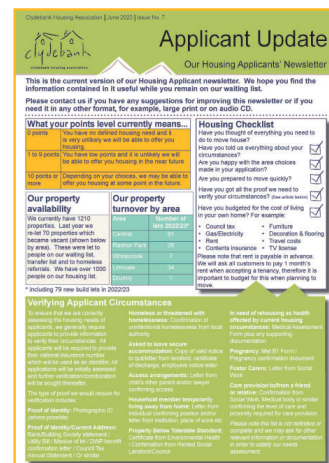 Clydebank Housing Association | June 2023 | Issue No. 7
clydebank
clydebank housing association
Applicant Update
Our Housing Applicants' Newsletter
This is the current version of our Housing Applicant newsletter. We hope you find the
information contained in it useful while you remain on our waiting list.
Please contact us if you have any suggestions for improving this newsletter or if you
need it in any other format, for example, large print or on audio CD.
What your points level currently means...
0 points
You have no defined housing need and it
is very unlikely we will be able to offer you
housing.
1 to 9 points
You have low points and it is unlikely we will
be able to offer you housing in the near future
10 points or
more
Depending on your choices, we may be able to
offer you housing at some point in the future.
Our property
availability
We currently have 1210
properties. Last year we
re-let 70 properties which
became vacant (shown below
by area). These were let to
people on our waiting list,
transfer list and to homeless
referrals. We have over 1000
people on our housing list.
Our property
turnover by area
Area
Number of
lets 2022/23*
Central
Radnor Park
Whitecrook
Linnvale
Drumry
* including 79 new build lets in 2022/23
Housing Checklist
Have you thought of everything you need to
do to move house?
Have you told us everything about your
circumstances?
Are you happy with the area choices
made in your application?
Are you prepared to move quickly?
Have you got all the proof we need to
verify your circumstances? (See article below)
Have you budgeted for the cost of living
in your own home? For example:
• Council tax
• Gas/Electricity
• Rent
• Contents insurance
• Furniture
• Decoration & flooring
• Travel costs
• TV license
Please note that rent is payable in advance.
We will ask all customers to pay 1 month's
rent when accepting a tenancy, therefore it is
important to budget for this when planning to
move.
Verifying Applicant Circumstances
To ensure that we are correctly
assessing the housing needs of
applicants, we generally require
applicants to provide information
to verify their circumstances. All
applicants will be required to provide
their national insurance number
which will be used as an identifier. All
applications will be initially assessed
and further verification/corroboration
will be sought thereafter.
The type of proof we would require for
verification includes:
Proof of Identity: Photographic ID
(where possible)
Proof of Identity/Current Address:
Bank/Building Society statement /
Utility Bill / Missive of let / DWP benefit
confirmation letter / Council Tax
Annual Statement / Or similar
Homeless or threatened with
homelessness: Confirmation of
unintentional homelessness from local
authority
Asked to leave secure
accommodation: Copy of valid notice
to quit/letter from landlord, certificate
of discharge, employers notice letter
Access arrangements: Letter from
child's other parent and/or lawyer
confirming access
Household member temporarily
living away from home: Letter from
individual confirming position and/or
letter from institution, place of work etc
Property Below Tolerable Standard:
Certificate from Environmental Health
/ Confirmation from Rented Social
Landlord/Council
In need of rehousing as health
affected by current housing
circumstances: Medical Assessment
Form plus any supporting
documentation
Pregnancy: Mat B1 Form /
Pregnancy confirmation document
Foster Carers: Letter from Social
Work
Care provision to/from a friend
or relative: Confirmation from
Social Work, Medical body or similar
confirming the level of care and
proximity required for care provision.
Please note this list is not definitive or
complete and we may ask for other
relevant information or documentation
in order to satisfy our needs
assessment.